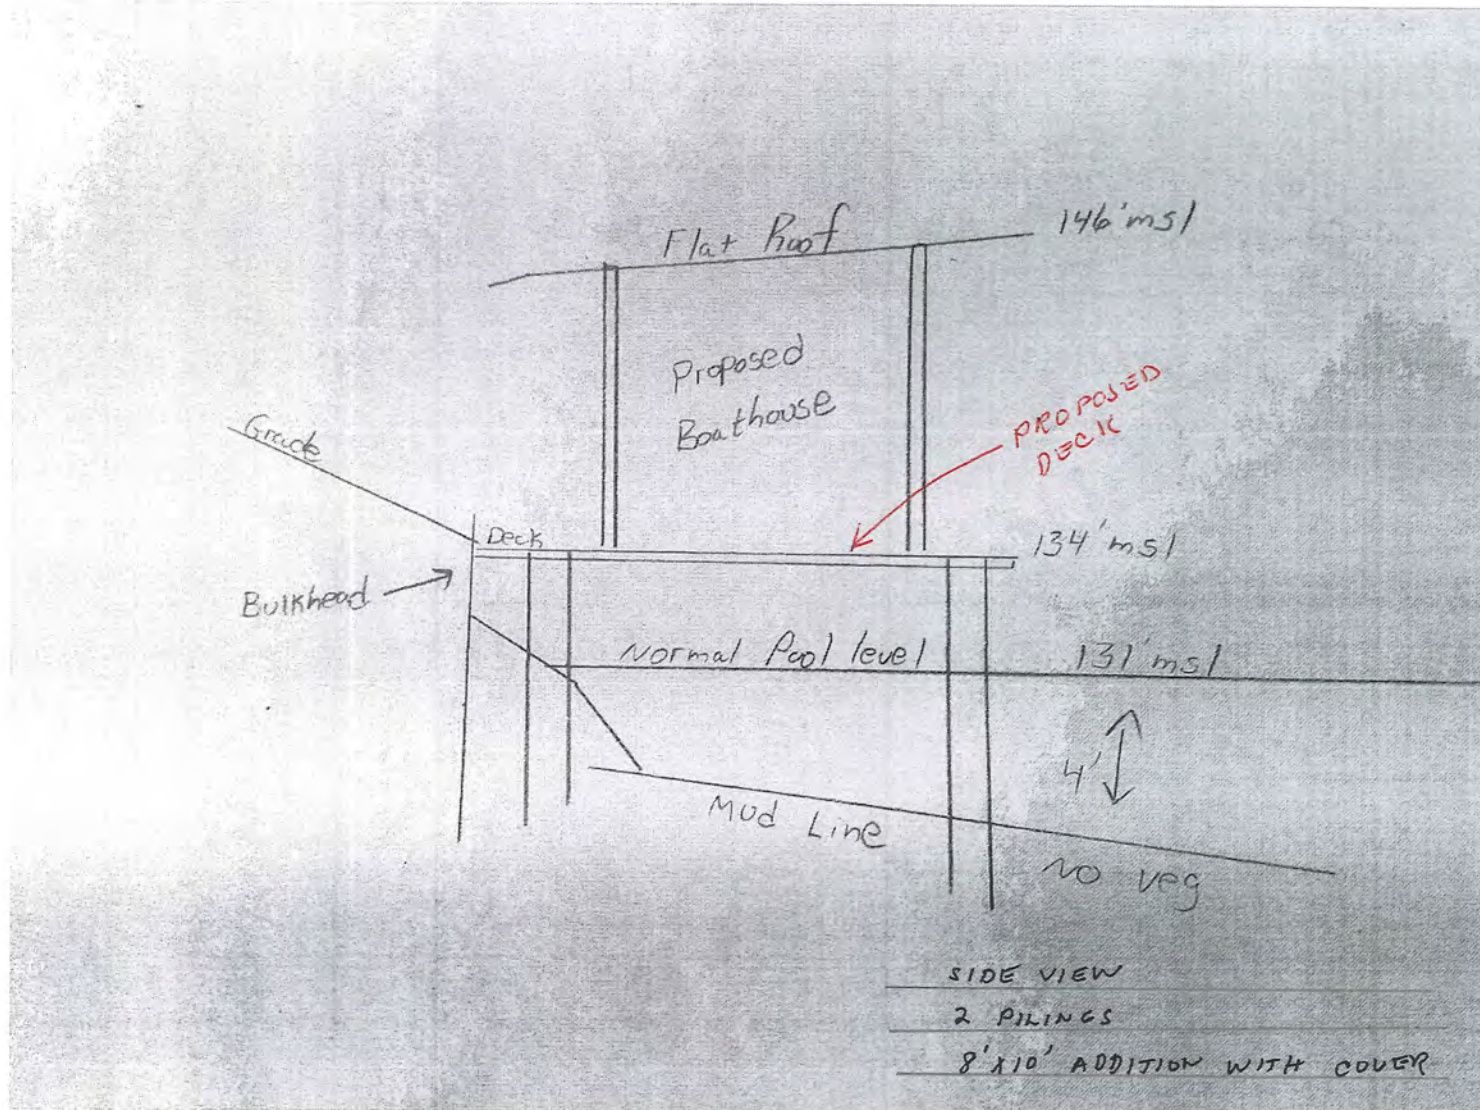 Flat Roof
146' msl
Proposed
Boathouse
PROPOSED
DECK
Grade
Deck
134' msl
Bulkhead
Normal Pool level
131' msl
4'
Mud Line
NO veg
SIDE VIEW
2 PILINGS
8'X10' ADDITION WITH COVER